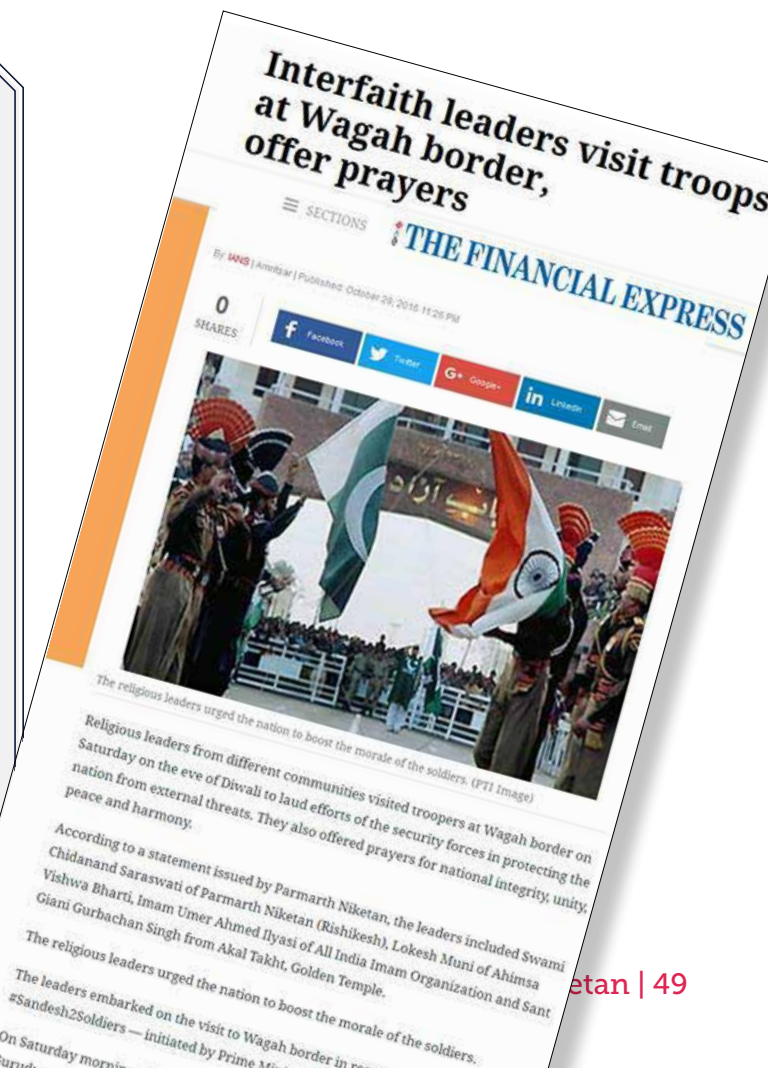 Interfaith leaders visit troops
at Wagah border,
offer prayers
SECTIONS
THE FINANCIAL EXPRESS
By IANS | Amritsar | Published: October 29, 2016 11:26 PM
0
SHARES
Facebook
Twitter
G+ Google+
in LinkedIn
Email
باب آزاد
The religious leaders urged the nation to boost the morale of the soldiers. (PTI Image)
Religious leaders from different communities visited troopers at Wagah border on
Saturday on the eve of Diwali to laud efforts of the security forces in protecting the
nation from external threats. They also offered prayers for national integrity, unity,
peace and harmony.
According to a statement issued by Parmarth Niketan, the leaders included Swami
Chidanand Saraswati of Parmarth Niketan (Rishikesh), Lokesh Muni of Ahimsa
Vishwa Bharti, Imam Umer Ahmed Ilyasi of All India Imam Organization and Sant
Giani Gurbachan Singh from Akal Takht, Golden Temple.
The religious leaders urged the nation to boost the morale of the soldiers.
The leaders embarked on the visit to Wagah border in
#Sandesh2Soldiers — initiated by Prime
On Saturday
etan | 49